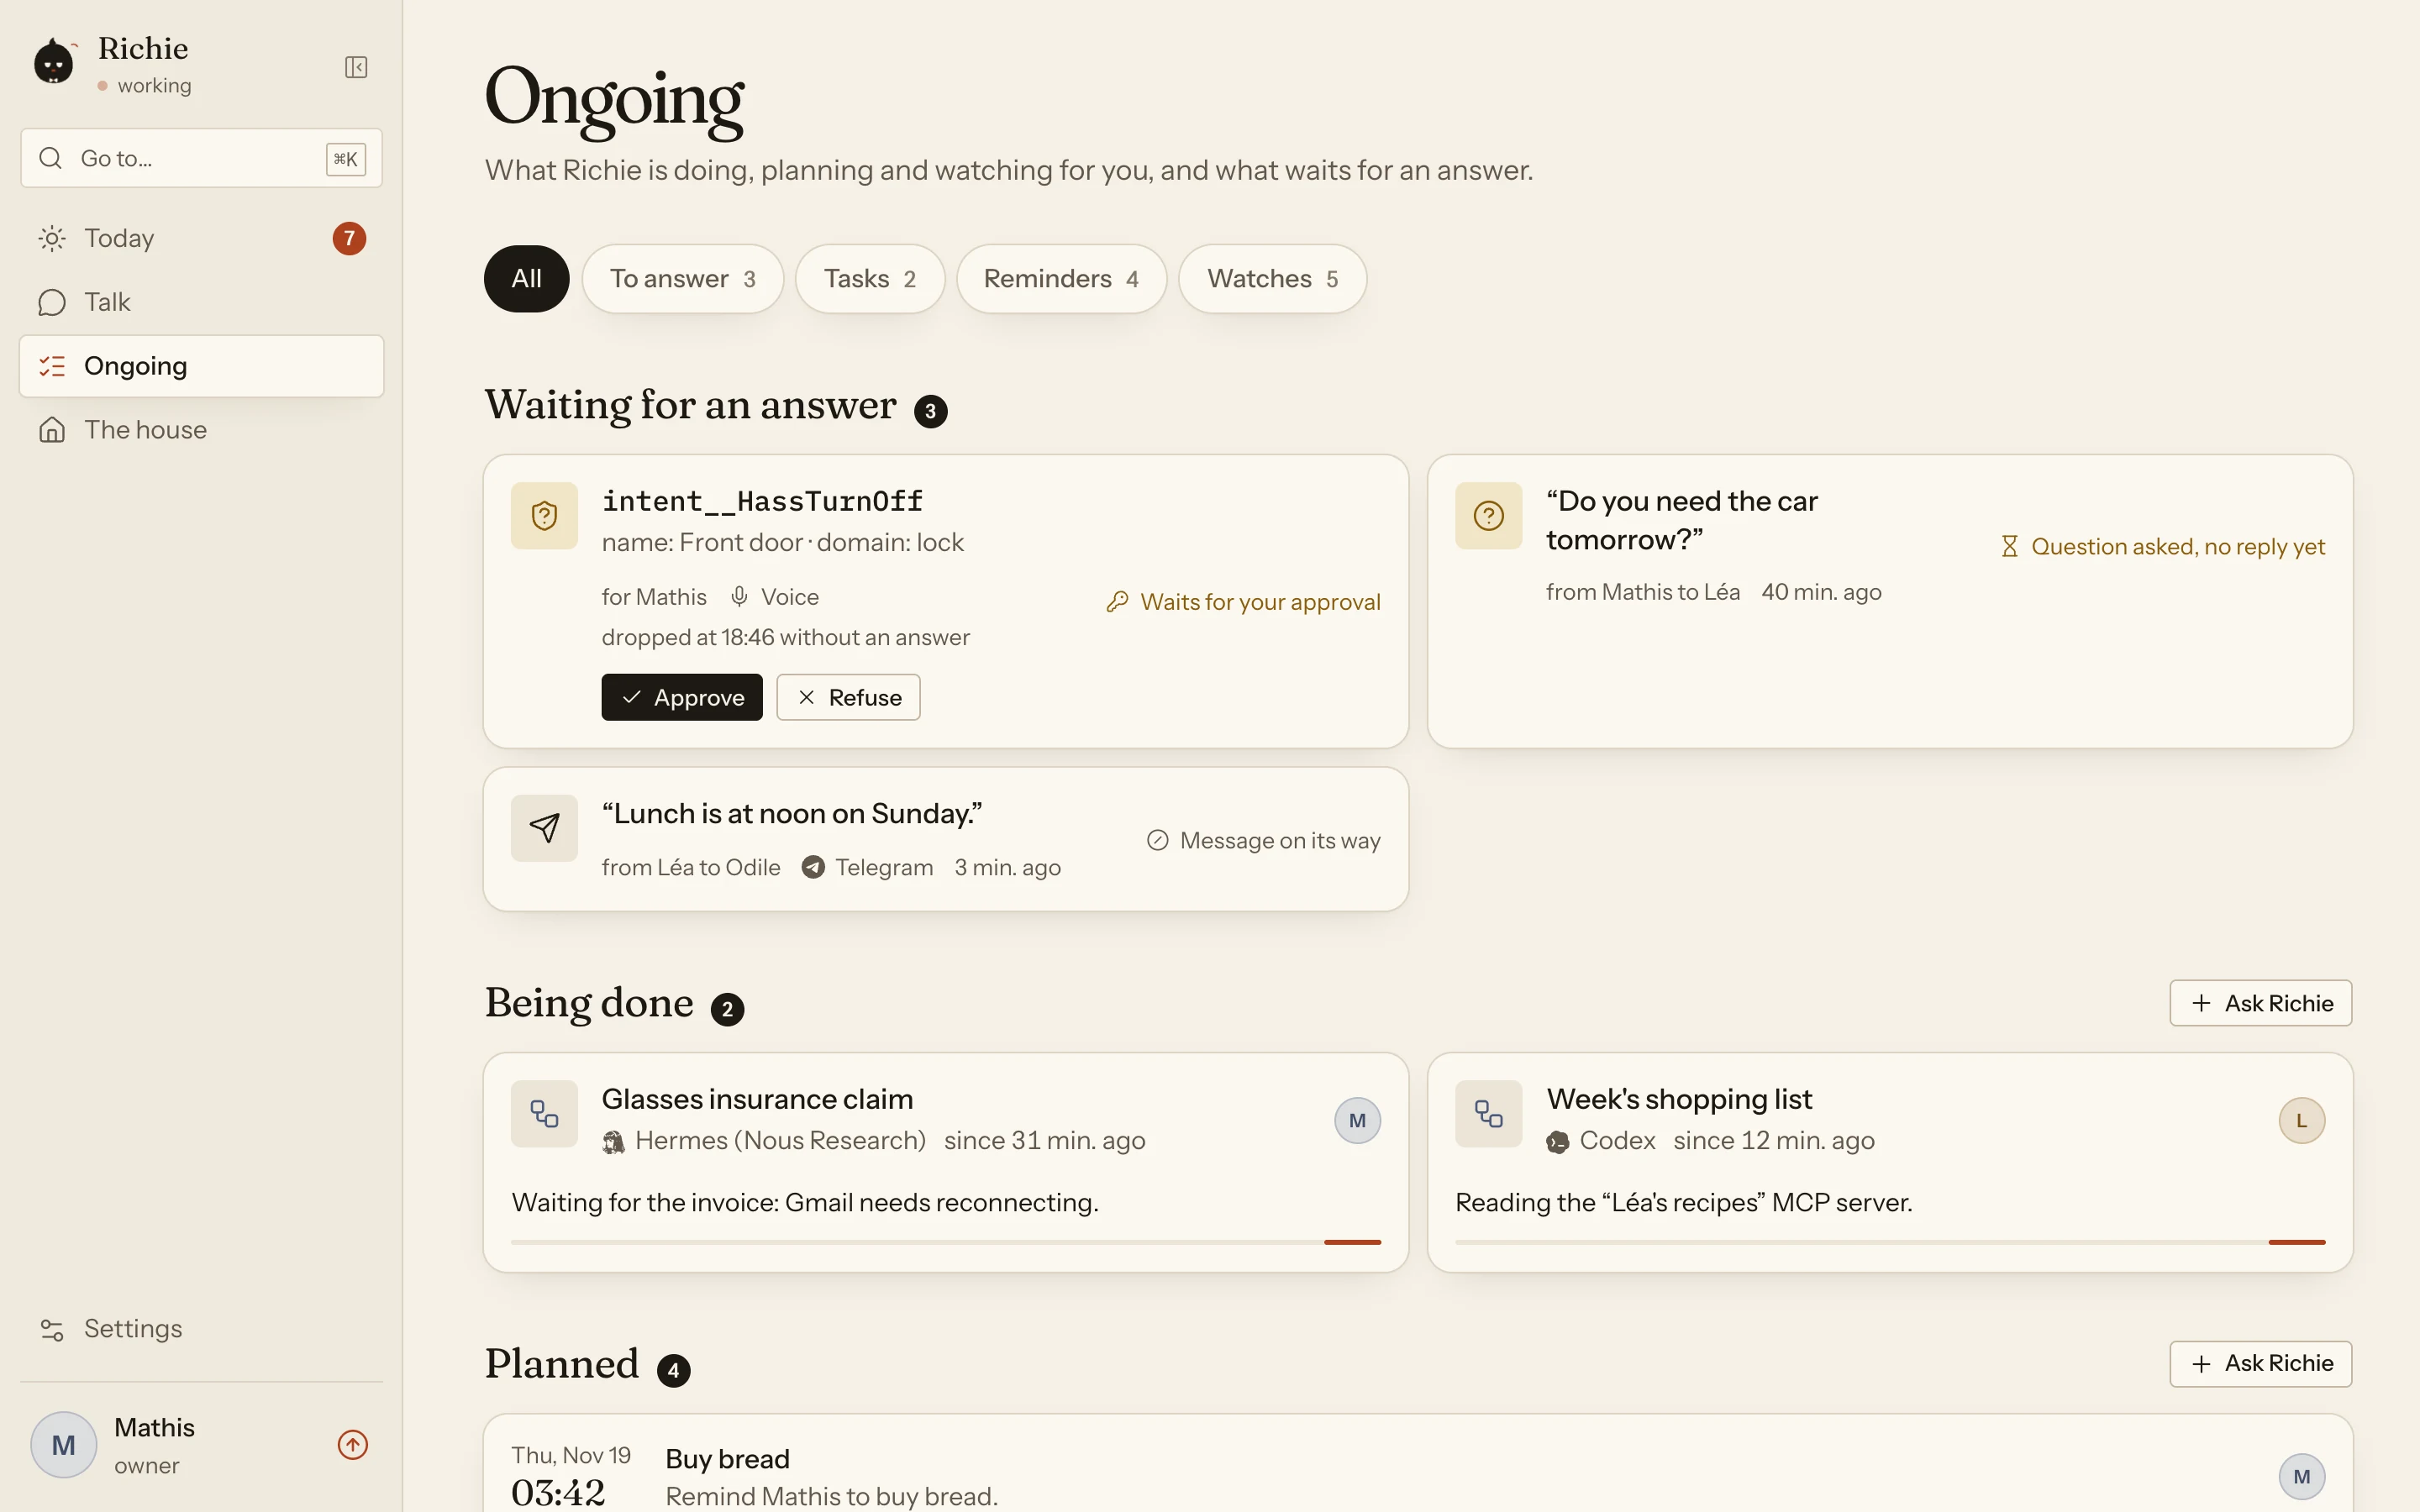 Richie
working
Go to...
⌘K
Today
7
Talk
Ongoing
The house
Settings
M
Mathis
owner
Ongoing
What Richie is doing, planning and watching for you, and what waits for an answer.
All
To answer 3
Tasks 2
Reminders 4
Watches 5
Waiting for an answer 3
intent__HassTurnOff
name: Front door · domain: lock
for Mathis Voice
dropped at 18:46 without an answer
Waits for your approval
Approve
Refuse
“Do you need the car
tomorrow?”
from Mathis to Léa 40 min. ago
Question asked, no reply yet
“Lunch is at noon on Sunday.”
from Léa to Odile Telegram 3 min. ago
Message on its way
Being done 2
Ask Richie
Glasses insurance claim
Hermes (Nous Research) since 31 min. ago
M
Waiting for the invoice: Gmail needs reconnecting.
Week's shopping list
Codex since 12 min. ago
L
Reading the “Léa's recipes” MCP server.
Planned 4
Ask Richie
Thu, Nov 19
03:42
Buy bread
Remind Mathis to buy bread.
M